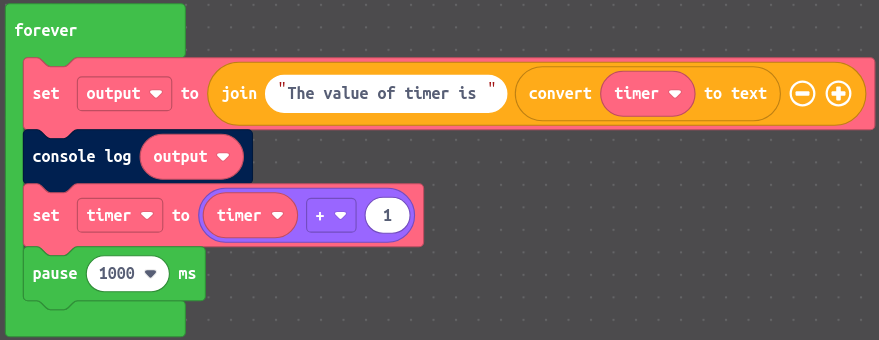 forever
set output to join "The value of timer is " convert timer to text
console log output
set timer to timer + 1
pause 1000 ms